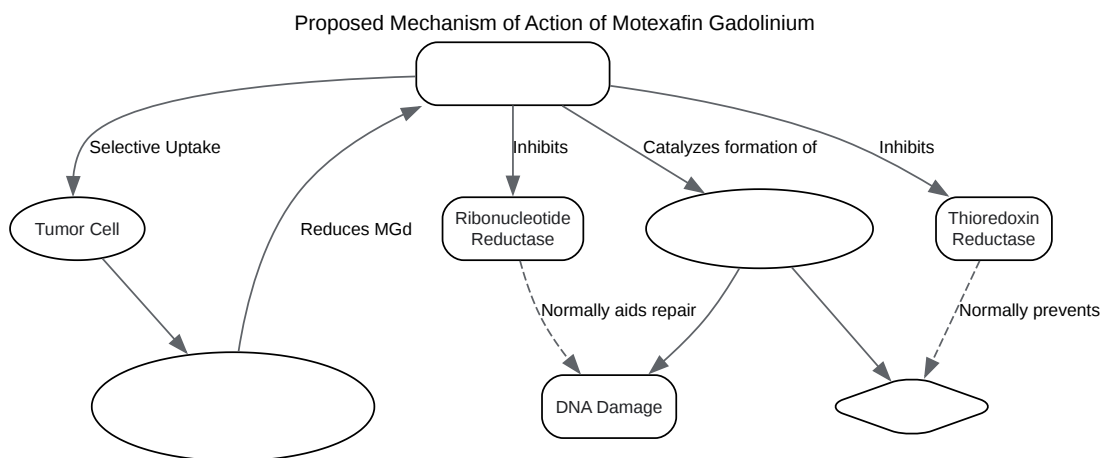 Proposed Mechanism of Action of Motexafin Gadolinium
Selective Uptake
Inhibits
Catalyzes formation of
Inhibits
Tumor Cell
Reduces MGd
Ribonucleotide
Reductase
Thioredoxin
Reductase
Normally aids repair
Normally prevents
DNA Damage